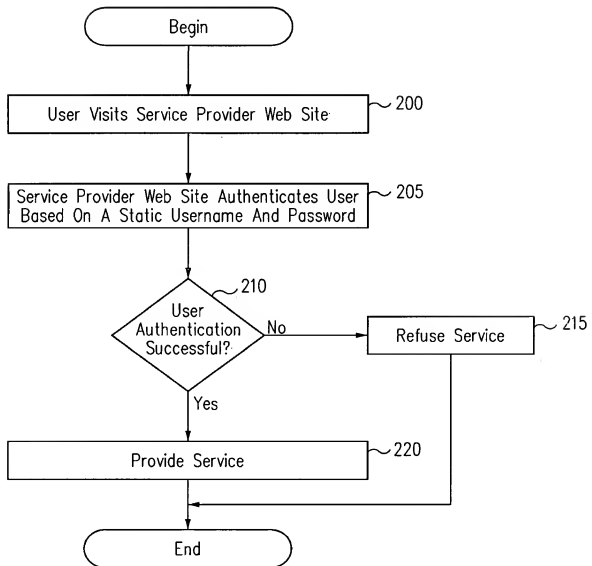 Begin
User Visits Service Provider Web Site
200
Service Provider Web Site Authenticates User
Based On A Static Username And Password
205
210
User
Authentication
Successful?
No
Refuse Service
215
Yes
Provide Service
220
End